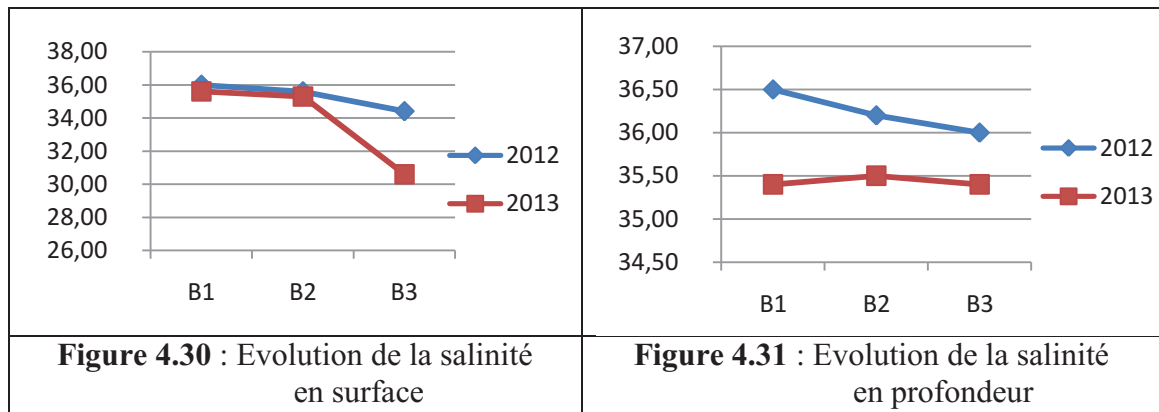 38,00
36,00
34,00
32,00
30,00
28,00
26,00
B1 B2 B3
2012
2013
Figure 4.30 : Evolution de la salinité
en surface
37,00
36,50
36,00
35,50
35,00
34,50
B1 B2 B3
2012
2013
Figure 4.31 : Evolution de la salinité
en profondeur